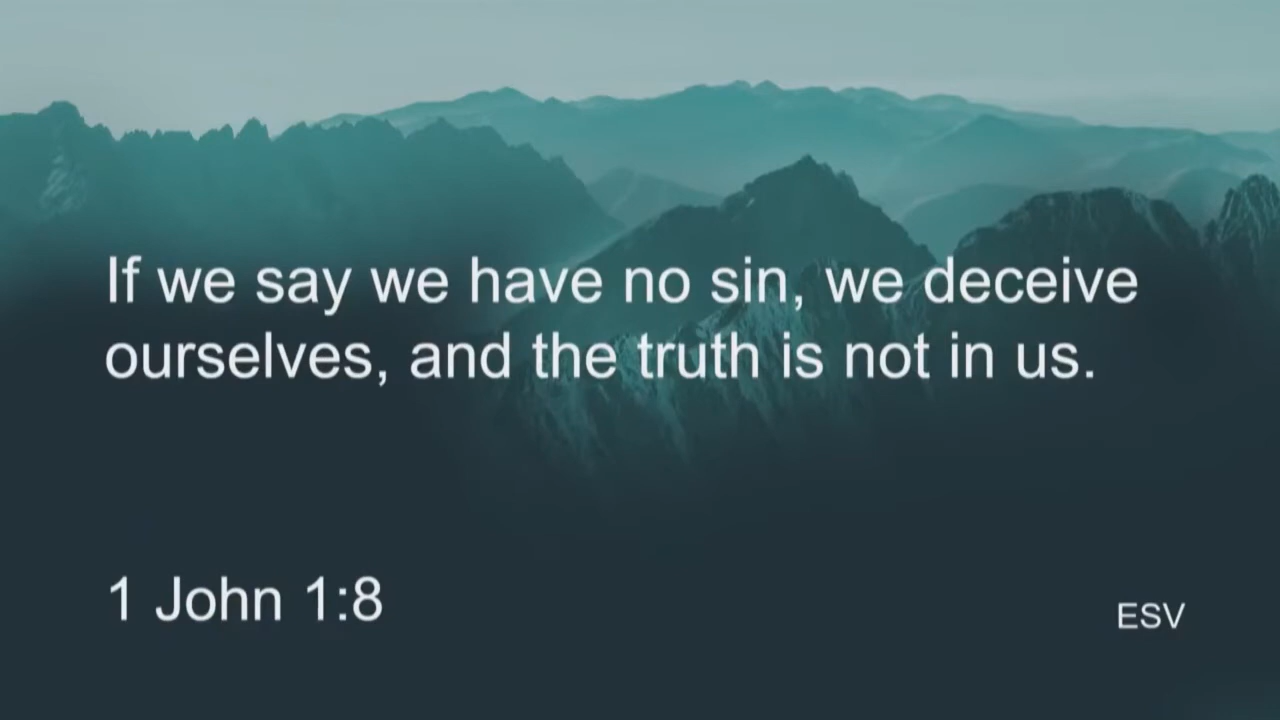 If we say we have no sin, we deceive
ourselves, and the truth is not in us.
1 John 1:8
ESV